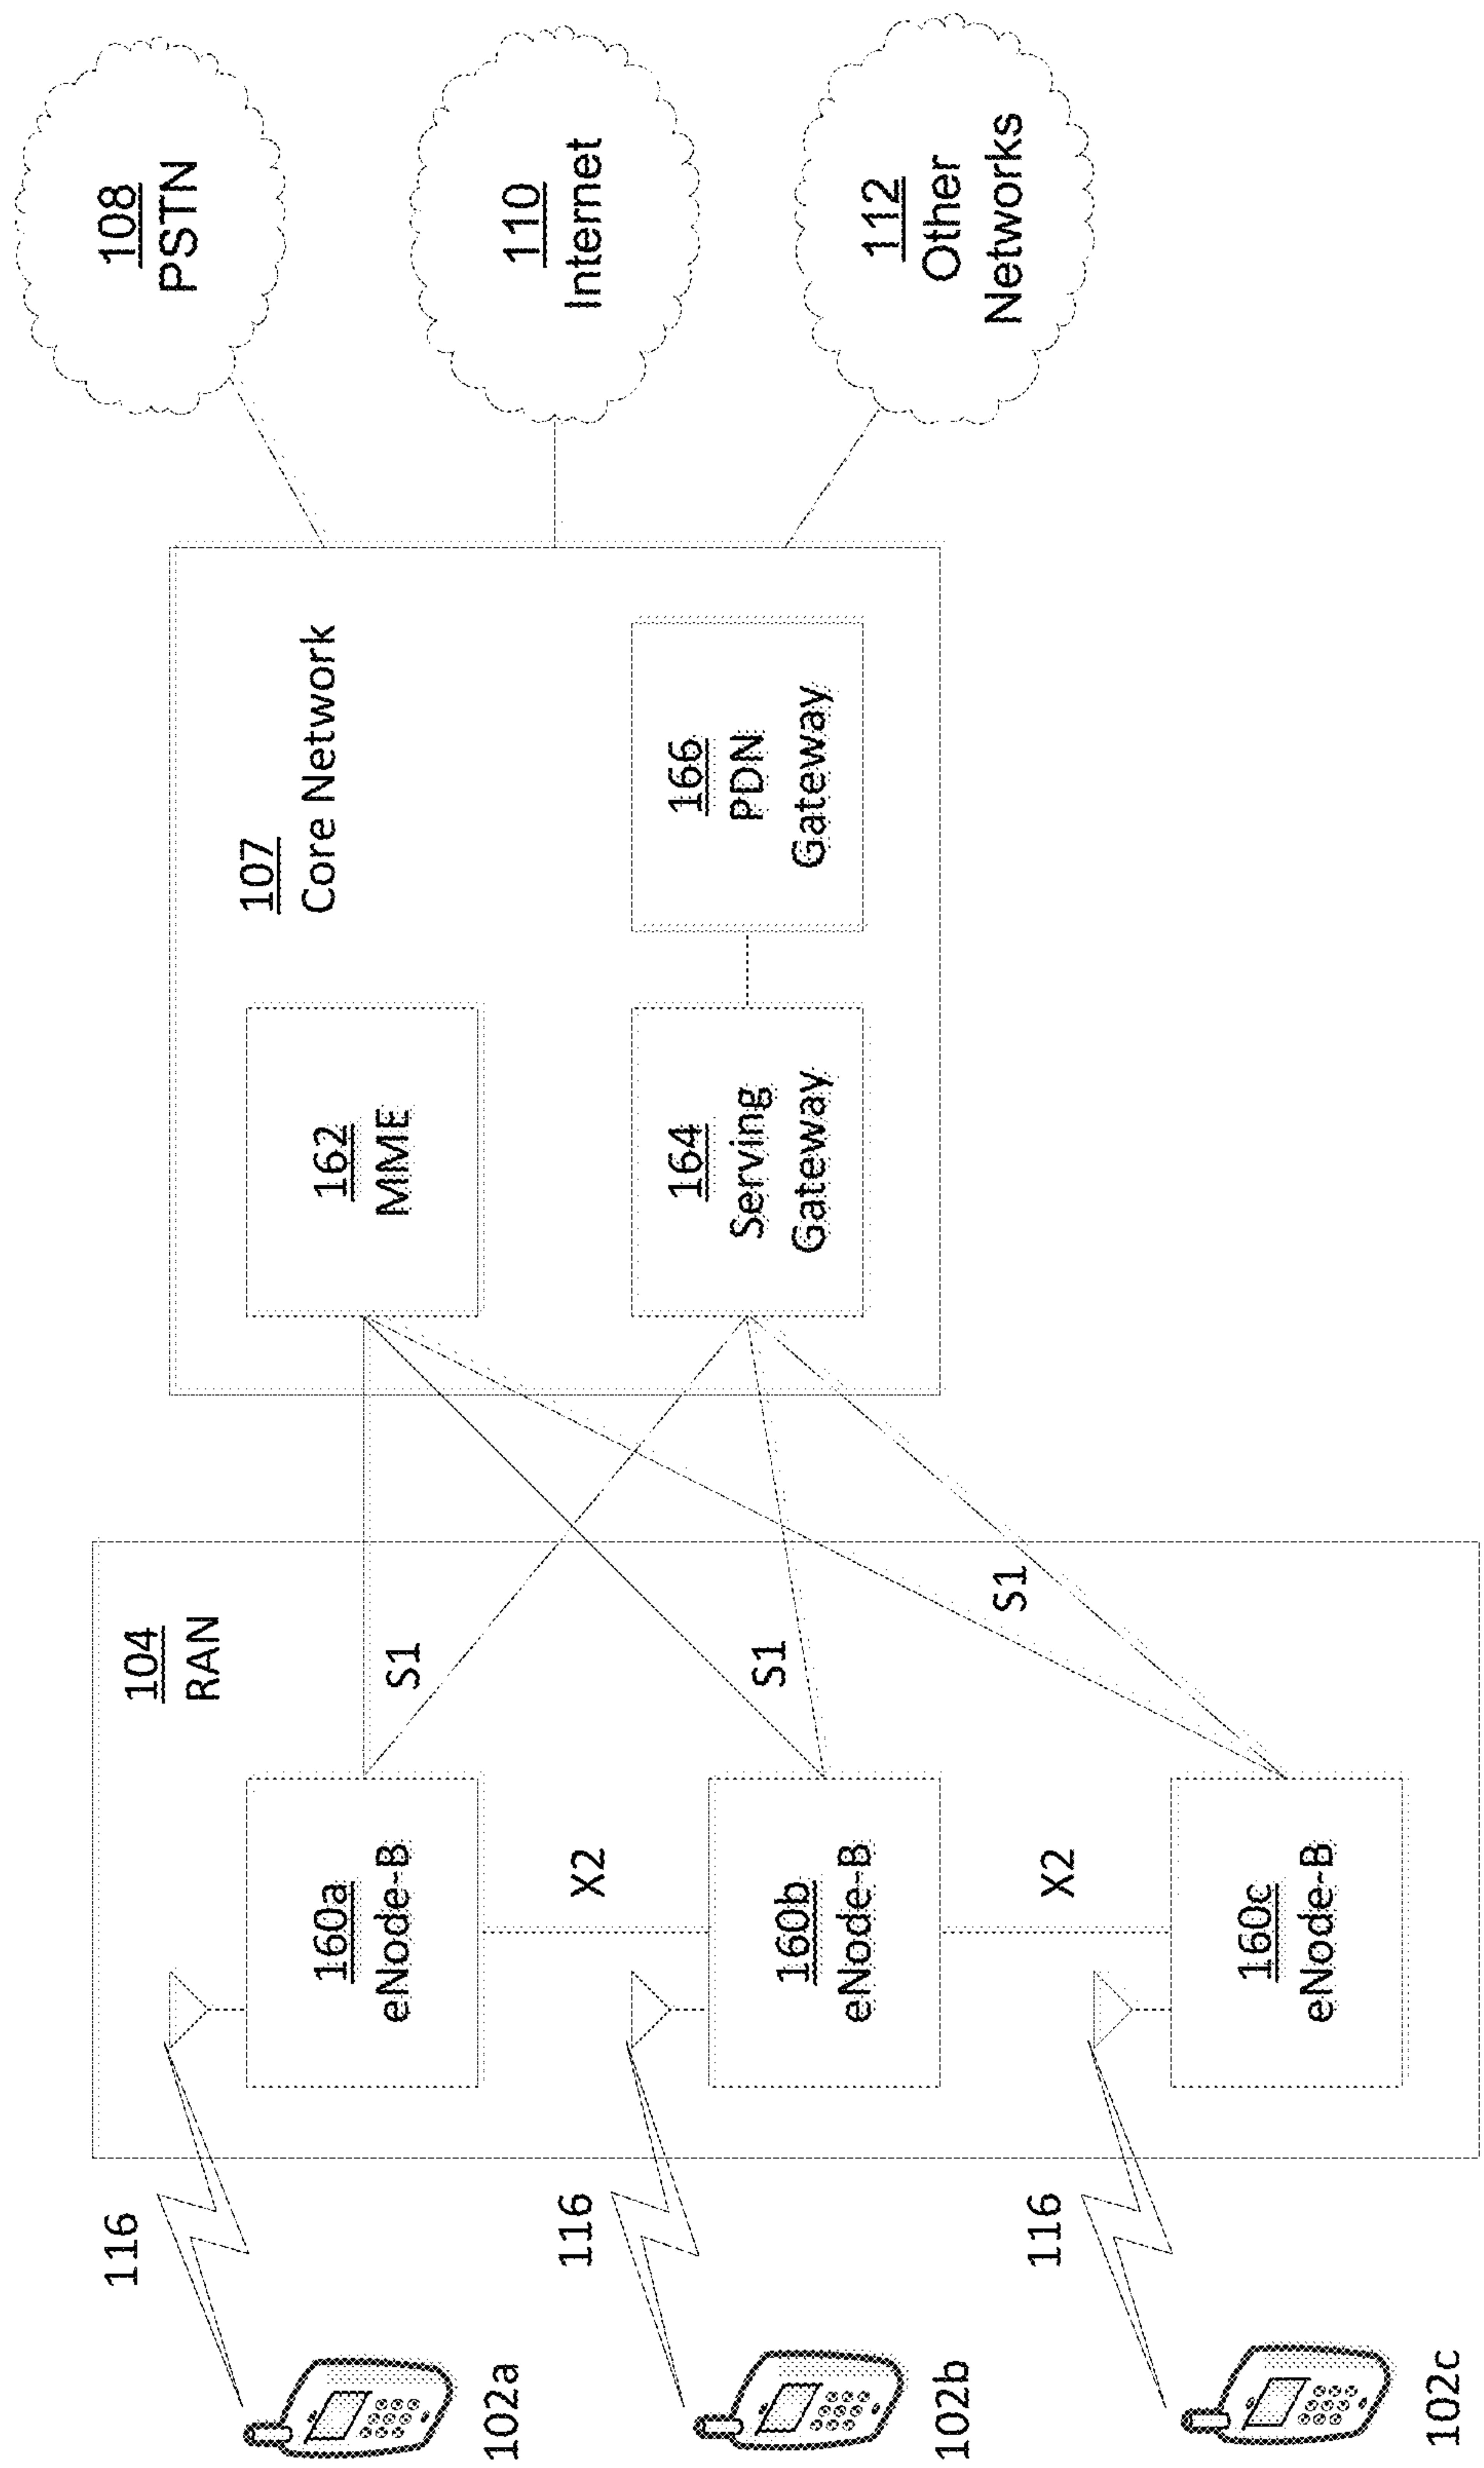 104
RAN
107
Core Network
108
PSTN
116
102a
160a
eNode-B
S1
162
MME
X2
110
Internet
116
102b
160b
eNode-B
S1
164
Serving
Gateway
166
PDN
Gateway
X2
S1
112
Other
Networks
116
102c
160c
eNode-B